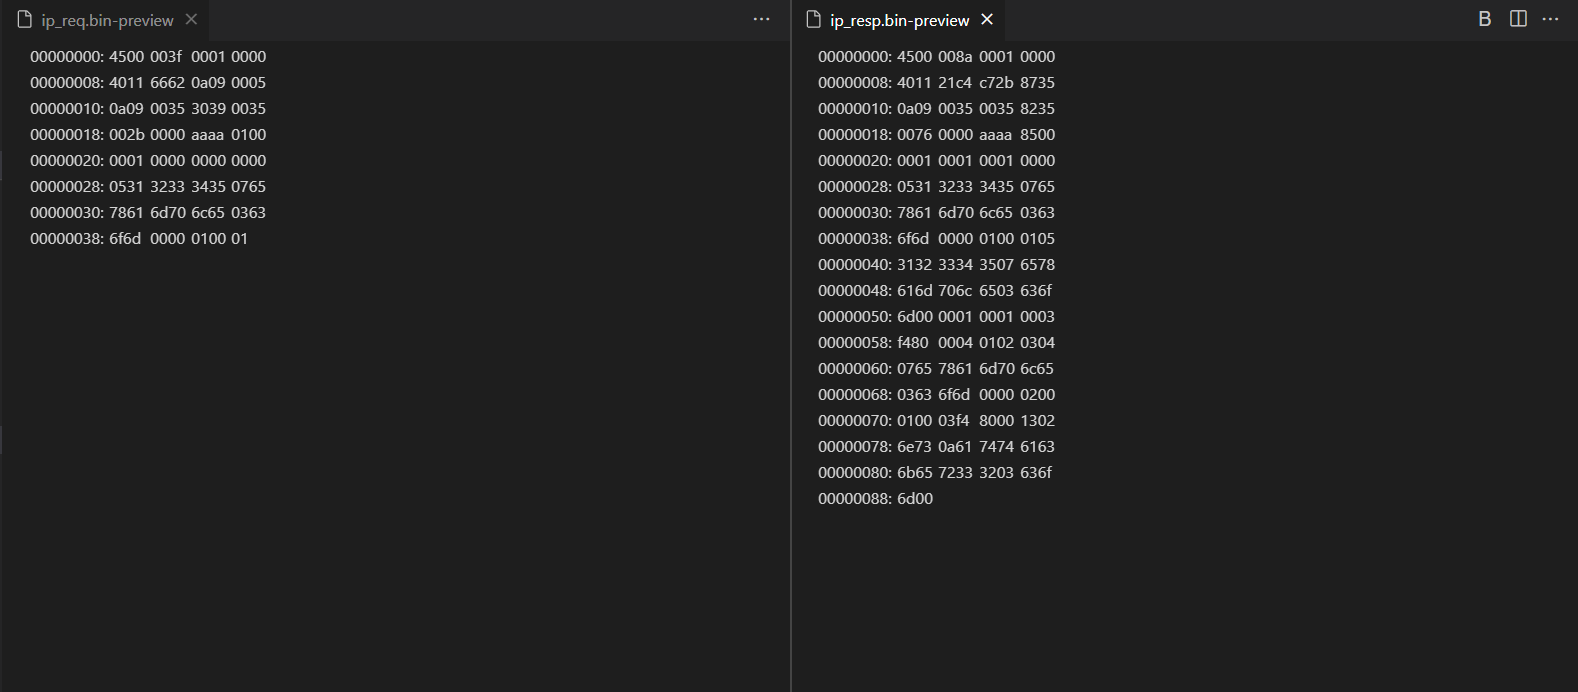 ip_req.bin-preview
00000000: 4500 003f 0001 0000
00000008: 4011 6662 0a09 0005
00000010: 0a09 0035 3039 0035
00000018: 002b 0000 aaaa 0100
00000020: 0001 0000 0000 0000
00000028: 0531 3233 3435 0765
00000030: 7861 6d70 6c65 0363
00000038: 6f6d 0000 0100 01
ip_resp.bin-preview
B
00000000: 4500 008a 0001 0000
00000008: 4011 21c4 c72b 8735
00000010: 0a09 0035 0035 8235
00000018: 0076 0000 aaaa 8500
00000020: 0001 0001 0001 0000
00000028: 0531 3233 3435 0765
00000030: 7861 6d70 6c65 0363
00000038: 6f6d 0000 0100 0105
00000040: 3132 3334 3507 6578
00000048: 616d 706c 6503 636f
00000050: 6d00 0001 0001 0003
00000058: f480 0004 0102 0304
00000060: 0765 7861 6d70 6c65
00000068: 0363 6f6d 0000 0200
00000070: 0100 03f4 8000 1302
00000078: 6e73 0a61 7474 6163
00000080: 6b65 7233 3203 636f
00000088: 6d00